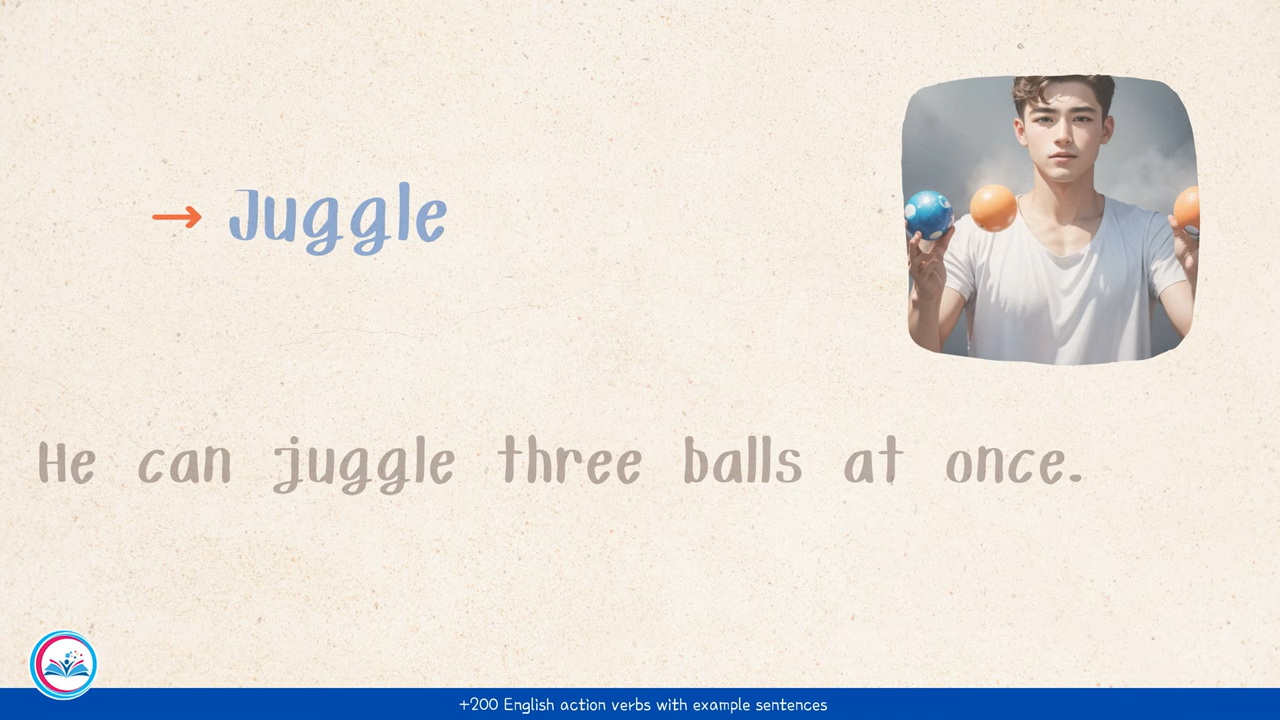 → Juggle
He can juggle three balls at once.
+200 English action verbs with example sentences